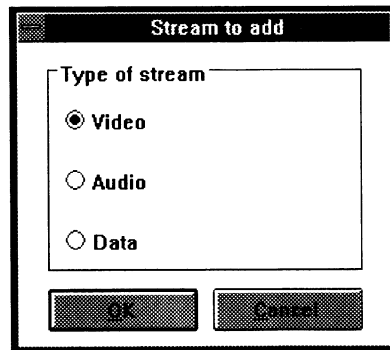 Stream to add
Type of stream
Video
Audio
Data
OK
Cancel